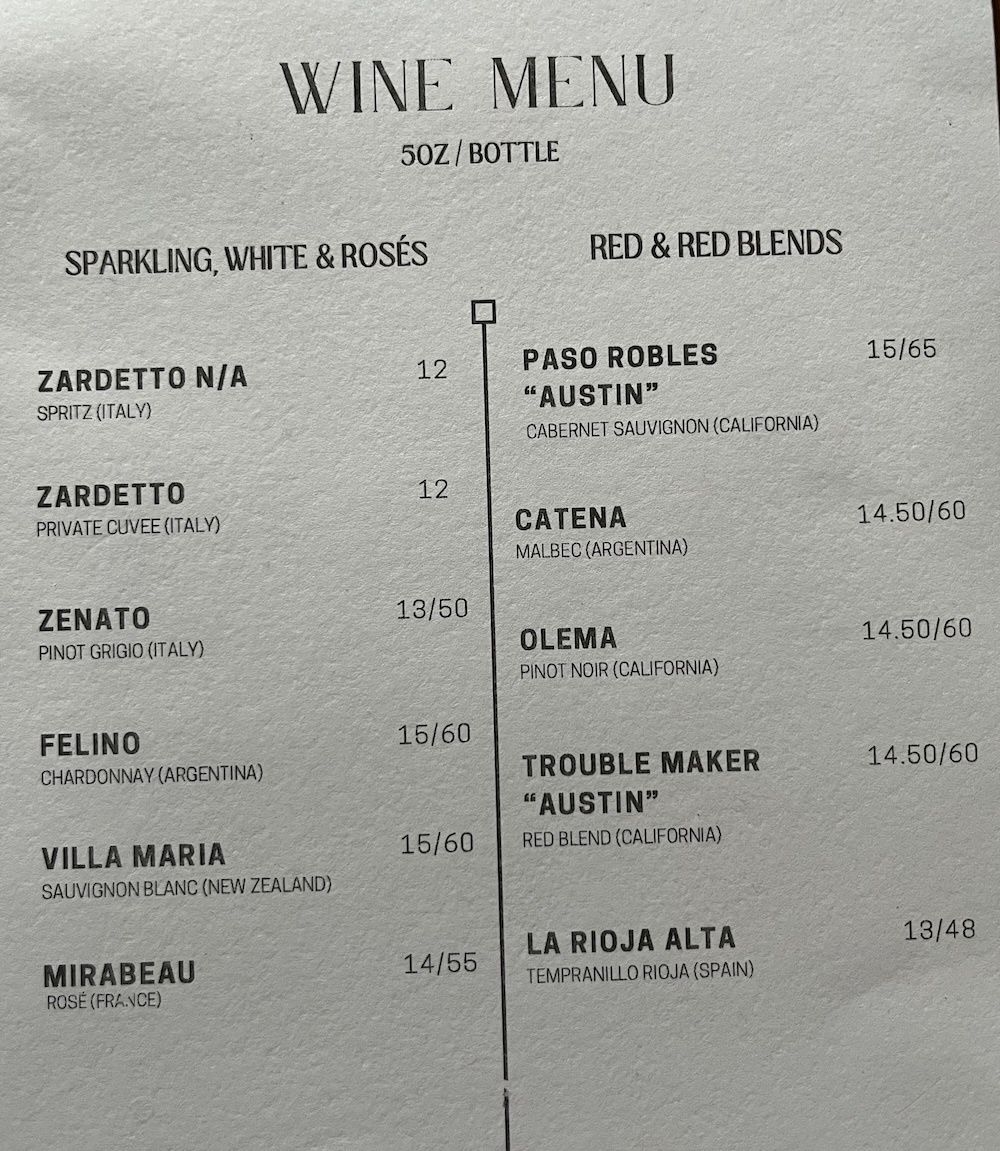 WINE MENU
5OZ / BOTTLE
SPARKLING, WHITE & ROSÉS
ZARDETTO N/A 12
SPRITZ (ITALY)
ZARDETTO 12
PRIVATE CUVEE (ITALY)
ZENATO 13/50
PINOT GRIGIO (ITALY)
FELINO 15/60
CHARDONNAY (ARGENTINA)
VILLA MARIA 15/60
SAUVIGNON BLANC (NEW ZEALAND)
MIRABEAU 14/55
ROSÉ (FRANCE)
RED & RED BLENDS
PASO ROBLES 15/65
“AUSTIN”
CABERNET SAUVIGNON (CALIFORNIA)
CATENA 14.50/60
MALBEC (ARGENTINA)
OLEMA 14.50/60
PINOT NOIR (CALIFORNIA)
TROUBLE MAKER 14.50/60
“AUSTIN”
RED BLEND (CALIFORNIA)
LA RIOJA ALTA 13/48
TEMPRANILLO RIOJA (SPAIN)